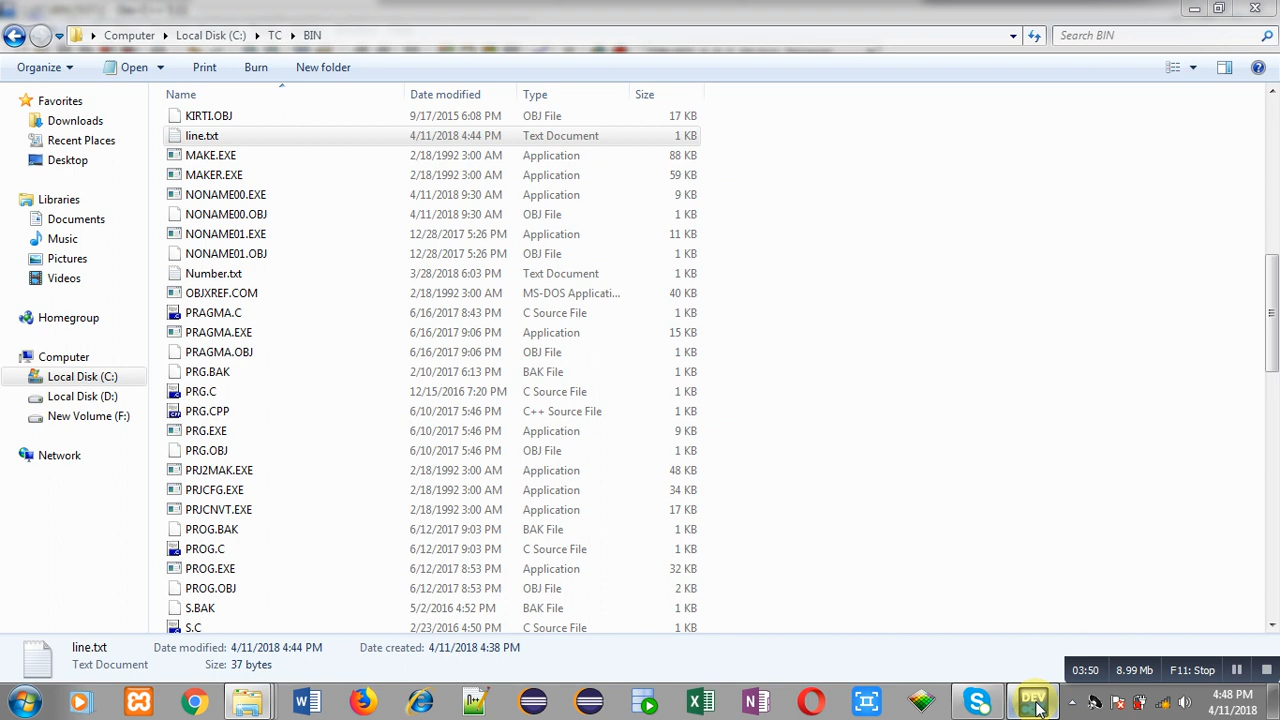 Computer Local Disk (C:) TC BIN Search BIN
Organize Open Print Burn New folder
Name Date modified Type Size
Favorites
Downloads
Recent Places
Desktop
Libraries
Documents
Music
Pictures
Videos
Homegroup
Computer
Local Disk (C:)
Local Disk (D:)
New Volume (F:)
Network
KIRTI.OBJ 9/17/2015 6:08 PM OBJ File 17 KB
line.txt 4/11/2018 4:44 PM Text Document 1 KB
MAKE.EXE 2/18/1992 3:00 AM Application 88 KB
MAKER.EXE 2/18/1992 3:00 AM Application 59 KB
NONAME00.EXE 4/11/2018 9:30 AM Application 9 KB
NONAME00.OBJ 4/11/2018 9:30 AM OBJ File 1 KB
NONAME01.EXE 12/28/2017 5:26 PM Application 11 KB
NONAME01.OBJ 12/28/2017 5:26 PM OBJ File 1 KB
Number.txt 3/28/2018 6:03 PM Text Document 1 KB
OBJXREF.COM 2/18/1992 3:00 AM MS-DOS Applicati... 40 KB
PRAGMA.C 6/16/2017 8:43 PM C Source File 1 KB
PRAGMA.EXE 6/16/2017 9:06 PM Application 15 KB
PRAGMA.OBJ 6/16/2017 9:06 PM OBJ File 1 KB
PRG.BAK 2/10/2017 6:13 PM BAK File 1 KB
PRG.C 12/15/2016 7:20 PM C Source File 1 KB
PRG.CPP 6/10/2017 5:46 PM C++ Source File 1 KB
PRG.EXE 6/10/2017 5:46 PM Application 9 KB
PRG.OBJ 6/10/2017 5:46 PM OBJ File 1 KB
PRJ2MAK.EXE 2/18/1992 3:00 AM Application 48 KB
PRJCFG.EXE 2/18/1992 3:00 AM Application 34 KB
PRJCNVT.EXE 2/18/1992 3:00 AM Application 17 KB
PROG.BAK 6/12/2017 9:03 PM BAK File 1 KB
PROG.C 6/12/2017 9:03 PM C Source File 1 KB
PROG.EXE 6/12/2017 8:53 PM Application 32 KB
PROG.OBJ 6/12/2017 8:53 PM OBJ File 2 KB
S.BAK 5/2/2016 4:52 PM BAK File 1 KB
S.C 2/23/2016 4:50 PM C Source File 1 KB
line.txt Date modified: 4/11/2018 4:44 PM Date created: 4/11/2018 4:38 PM
Text Document Size: 37 bytes
03:50 8.99 Mb F11: Stop
DEV
4:48 PM
4/11/2018